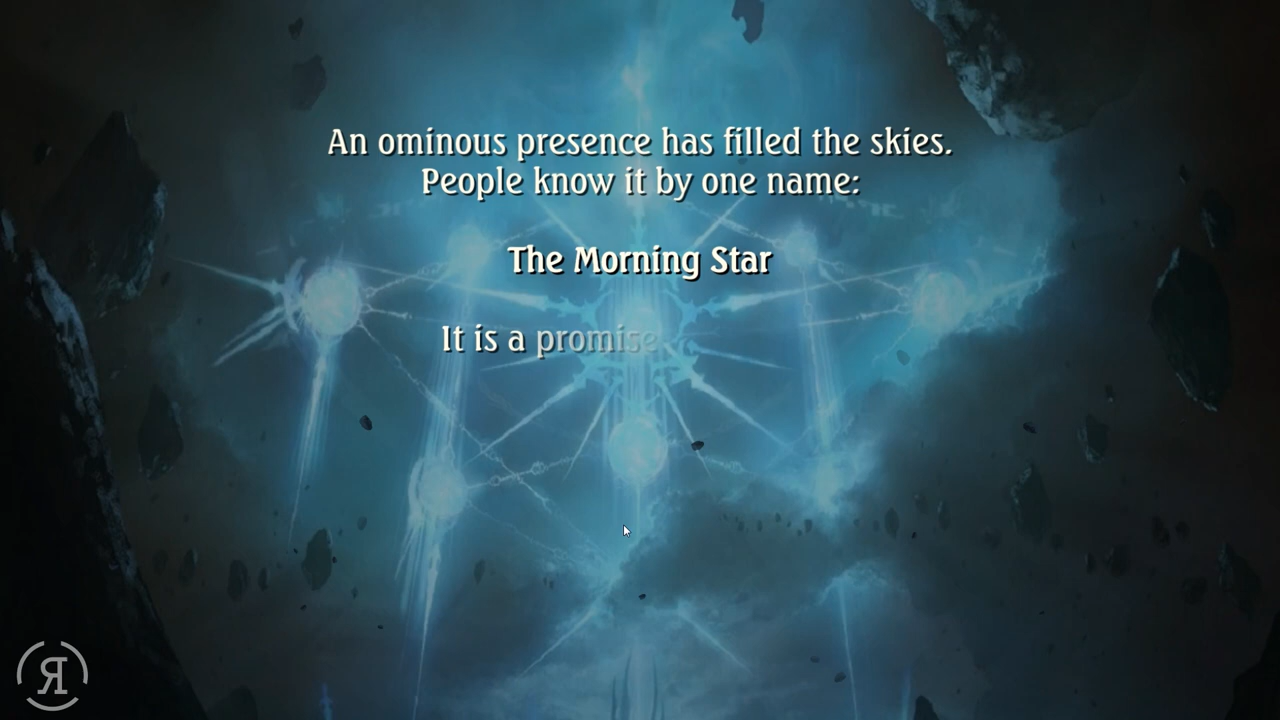 An ominous presence has filled the skies.
People know it by one name:
The Morning Star
It is a promise